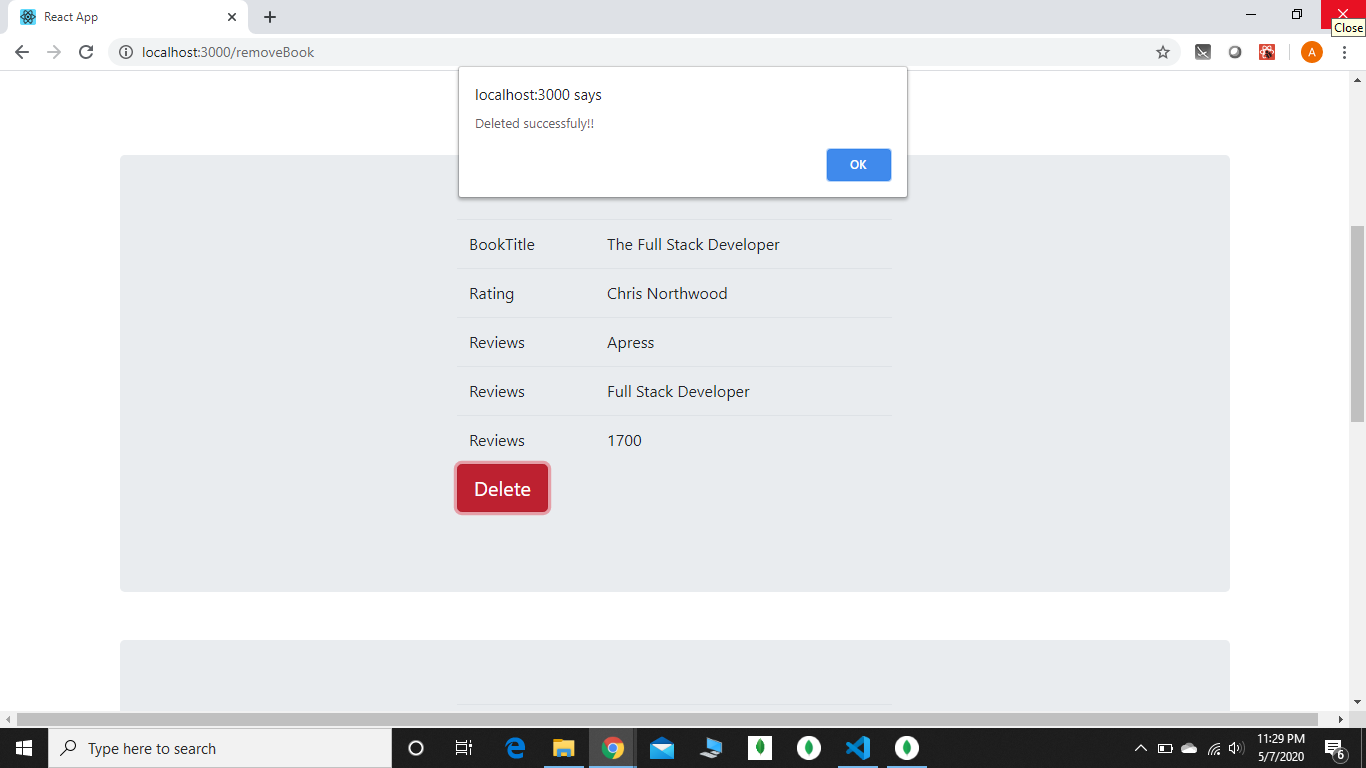 React App
Close
localhost:3000/removeBook
A
localhost:3000 says
Deleted successfuly!!
OK
BookTitle The Full Stack Developer
Rating Chris Northwood
Reviews Apress
Reviews Full Stack Developer
Reviews 1700
Delete
Type here to search
11:29 PM
5/7/2020
6